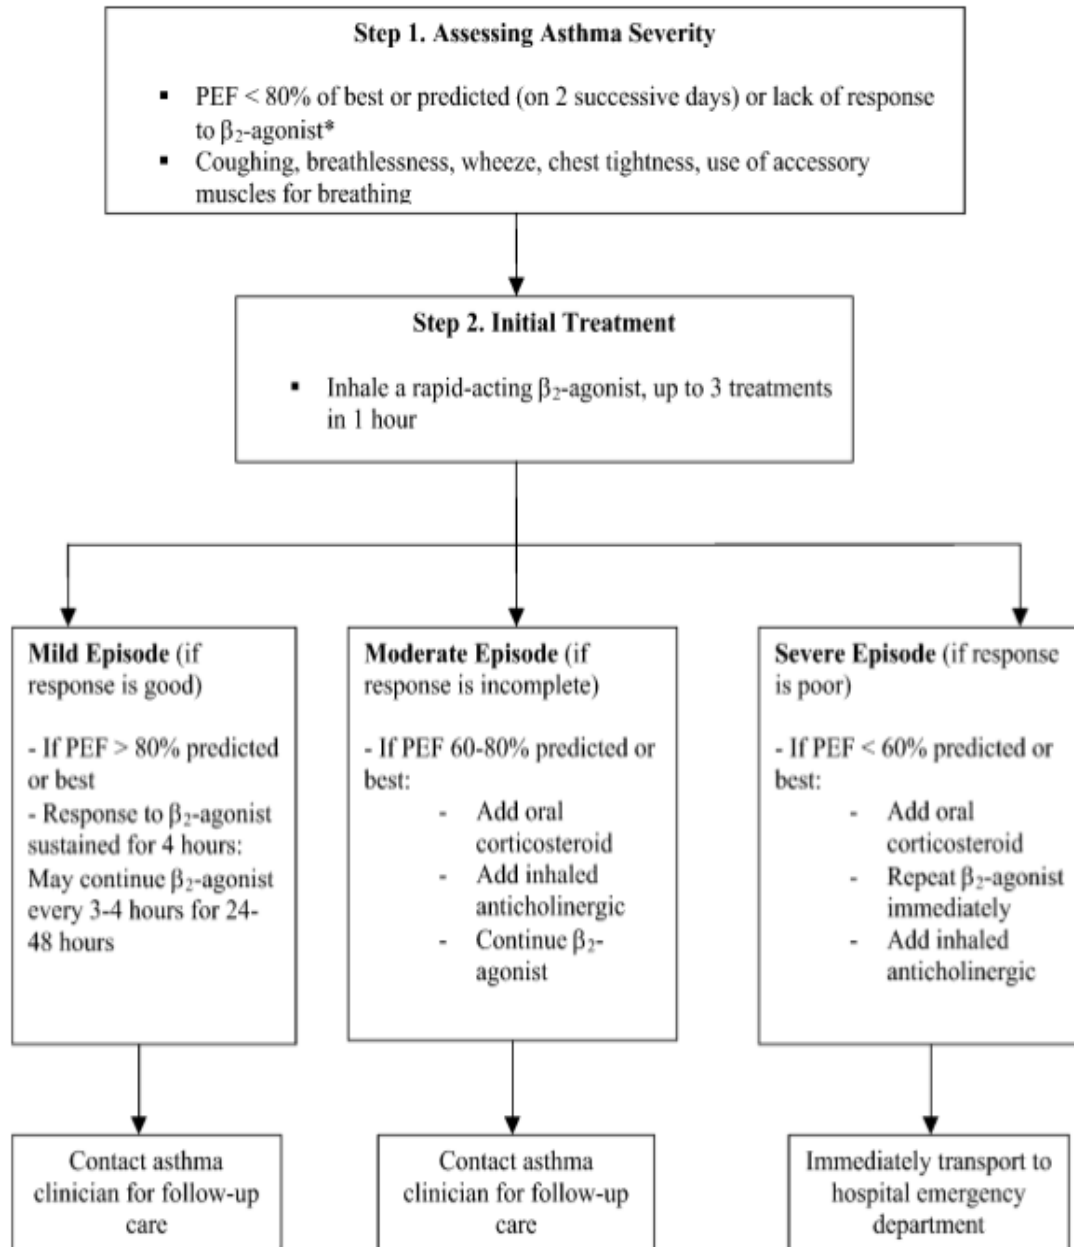 Step 1. Assessing Asthma Severity
▪ PEF < 80% of best or predicted (on 2 successive days) or lack of response
to β₂-agonist*
▪ Coughing, breathlessness, wheeze, chest tightness, use of accessory
muscles for breathing
Step 2. Initial Treatment
▪ Inhale a rapid-acting β₂-agonist, up to 3 treatments
in 1 hour
Mild Episode (if
response is good)
- If PEF > 80% predicted
or best
- Response to β₂-agonist
sustained for 4 hours:
May continue β₂-agonist
every 3-4 hours for 24-
48 hours
Moderate Episode (if
response is incomplete)
- If PEF 60-80% predicted or
best:
- Add oral
corticosteroid
- Add inhaled
anticholinergic
- Continue β₂-
agonist
Severe Episode (if response
is poor)
- If PEF < 60% predicted or
best:
- Add oral
corticosteroid
- Repeat β₂-agonist
immediately
- Add inhaled
anticholinergic
Contact asthma
clinician for follow-up
care
Contact asthma
clinician for follow-up
care
Immediately transport to
hospital emergency
department